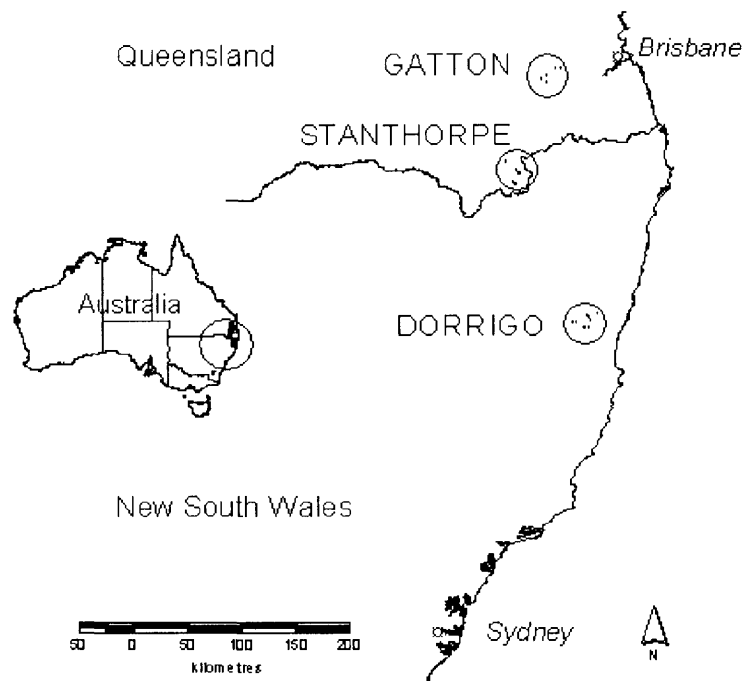 Queensland
GATTON
Brisbane
STANTHORPE
Australia
DORRIGO
New South Wales
50 0 50 100 150 200
kilometres
Sydney
N